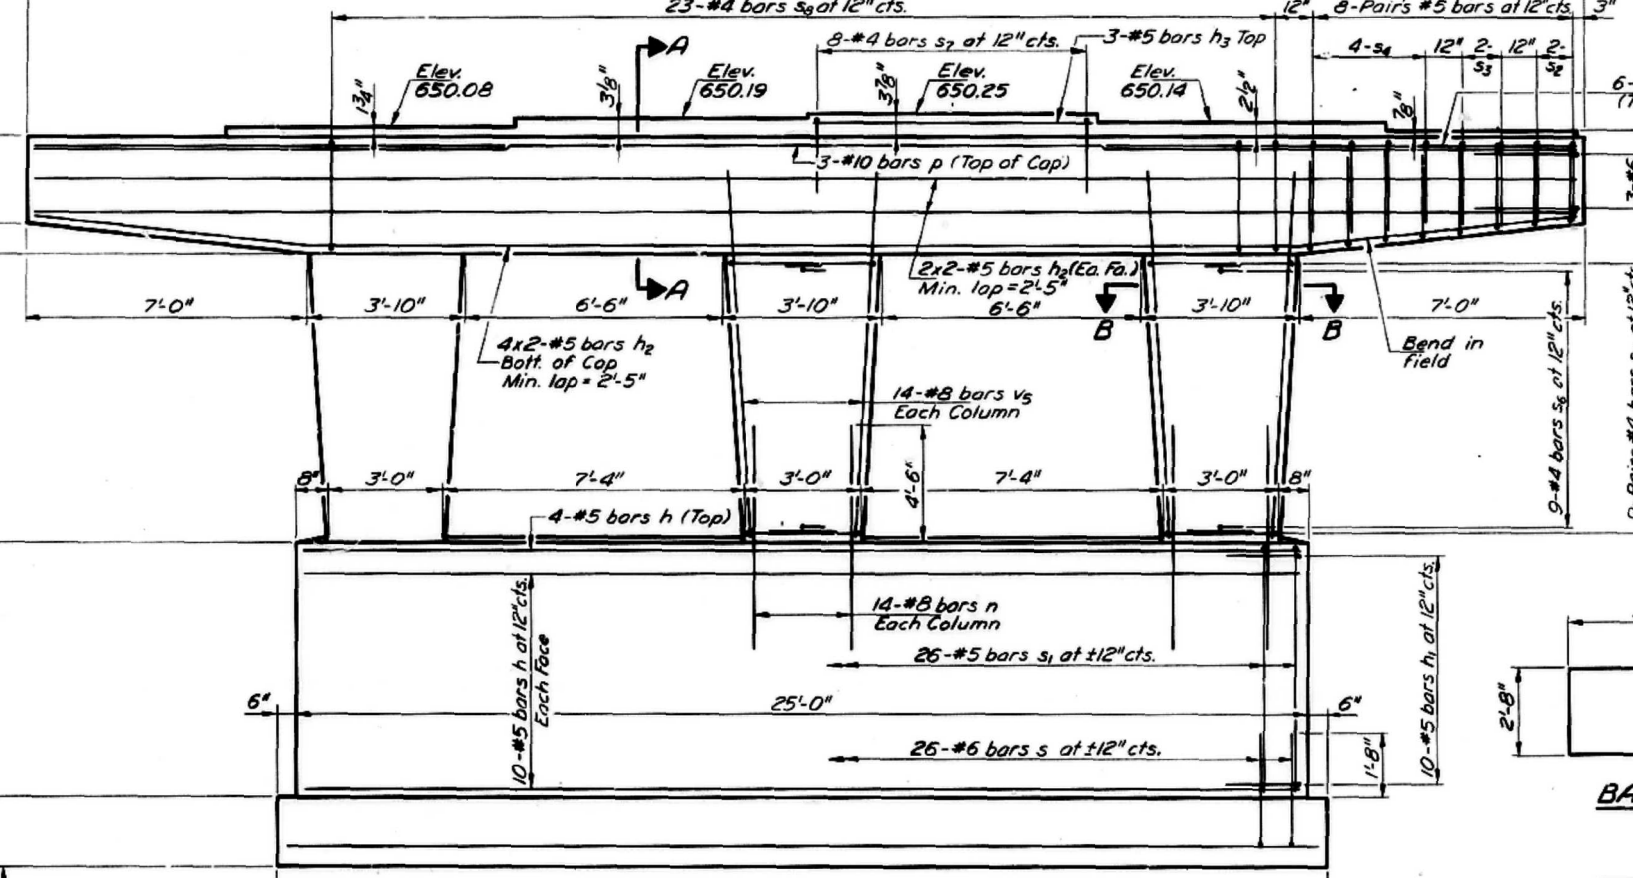 23-#4 bars s8 at 12" cts.
12"
8-Pairs #5 bars at 12" cts.
3"
A
8-#4 bars s7 at 12" cts.
3-#5 bars h3 Top
4-s4
12"
2-
s3
12"
2-
s2
Elev.
650.08
Elev.
650.19
Elev.
650.25
Elev.
650.14
1¾"
3⅛"
3⅞"
2½"
⅞"
6-
3-#10 bars p (Top of Cap)
3-#6
A
2x2-#5 bars h2 (Ea. Fa.)
Min. lap = 2'-5"
7'-0"
3'-10"
6'-6"
3'-10"
6'-6"
3'-10"
7'-0"
B
B
4x2-#5 bars h2
Bott. of Cap
Min. lap = 2'-5"
Bend in
field
9-#4 bars s6 at 12" cts.
14-#8 bars v5
Each Column
8"
3'-0"
7'-4"
3'-0"
4'-6"
7'-4"
3'-0"
8"
4-#5 bars h (Top)
10-#5 bars h at 12" cts.
Each Face
14-#8 bars n
Each Column
10-#5 bars h1 at 12" cts.
26-#5 bars s1 at ±12" cts.
6"
25'-0"
6"
2'-8"
26-#6 bars s at ±12" cts.
1'-8"
BA